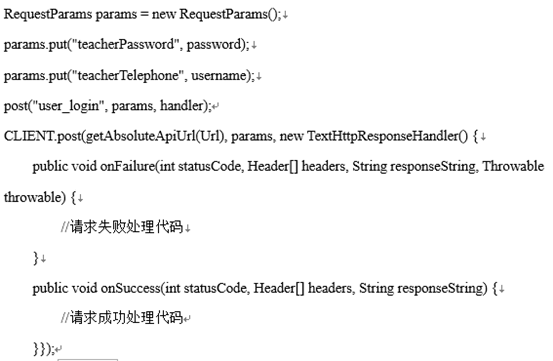 RequestParams params = new RequestParams();↓
params.put("teacherPassword", password);↓
params.put("teacherTelephone", username);↓
post("user_login", params, handler);↵
CLIENT.post(getAbsoluteApiUrl(Url), params, new TextHttpResponseHandler() {↓
public void onFailure(int statusCode, Header[] headers, String responseString, Throwable
throwable) {↓
//请求失败处理代码↓
}↓
public void onSuccess(int statusCode, Header[] headers, String responseString) {↓
//请求成功处理代码↓
}});↵